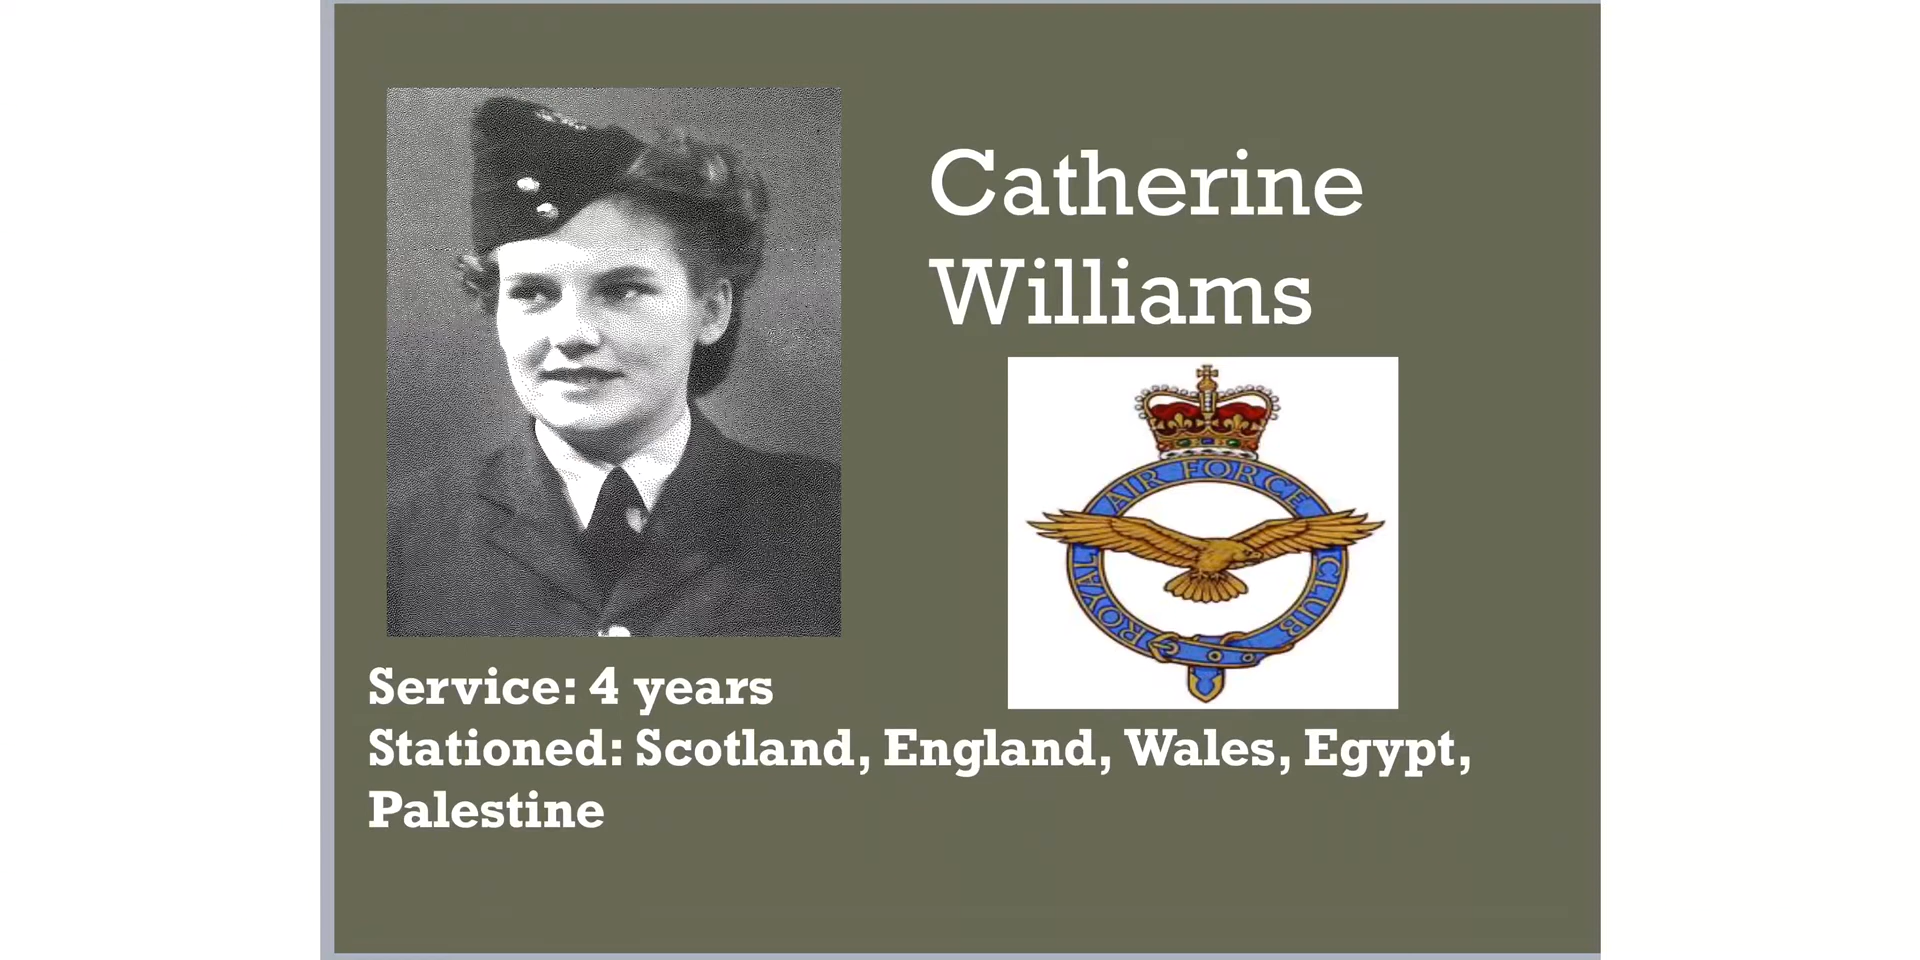 Catherine
Williams
ROYAL AIR FORCE CLUB
Service: 4 years
Stationed: Scotland, England, Wales, Egypt,
Palestine